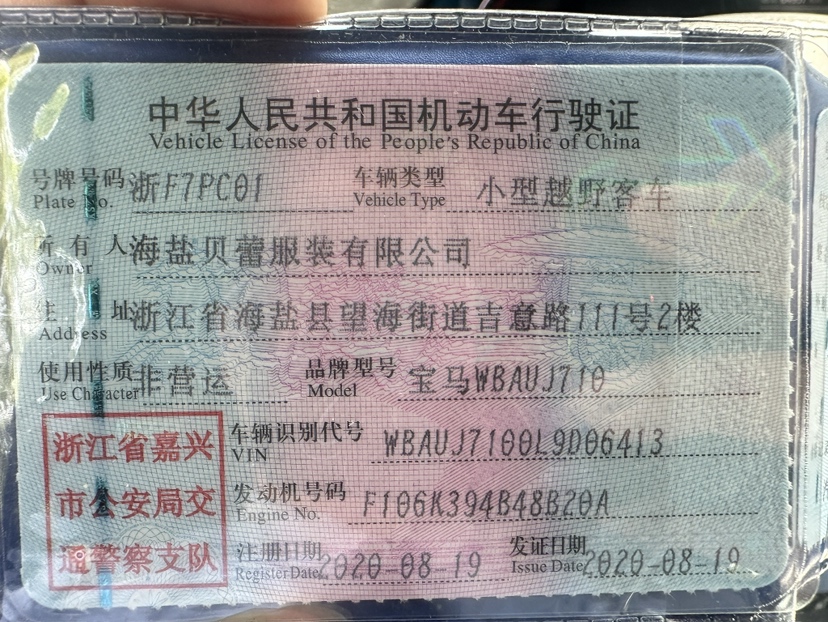 中华人民共和国机动车行驶证
Vehicle License of the People's Republic of China
号牌号码 浙F7PC01 车辆类型 小型越野客车
Plate No. Vehicle Type
所有人 海盐贝蕾服装有限公司
Owner
住址 浙江省海盐县望海街道吉意路111号2楼
Address
使用性质 非营运 品牌型号 宝马WBAUJ710
Use Character Model
浙江省嘉兴
市公安局交
通警察支队
车辆识别代号 WBAUJ7100L9D06413
VIN
发动机号码 F106K394B48B20A
Engine No.
注册日期 2020-08-19 发证日期 2020-08-19
Register Date Issue Date